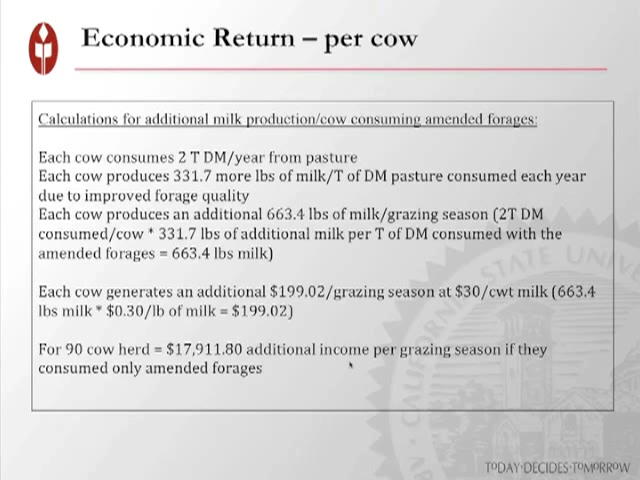 Economic Return – per cow
Calculations for additional milk production/cow consuming amended forages:
Each cow consumes 2 T DM/year from pasture
Each cow produces 331.7 more lbs of milk/T of DM pasture consumed each year
due to improved forage quality
Each cow produces an additional 663.4 lbs of milk/grazing season (2T DM
consumed/cow * 331.7 lbs of additional milk per T of DM consumed with the
amended forages = 663.4 lbs milk)
Each cow generates an additional $199.02/grazing season at $30/cwt milk (663.4
lbs milk * $0.30/lb of milk = $199.02)
For 90 cow herd = $17,911.80 additional income per grazing season if they
consumed only amended forages
STATE UNIV
CALIFORNIA
TODAY·DECIDES·TOMORROW